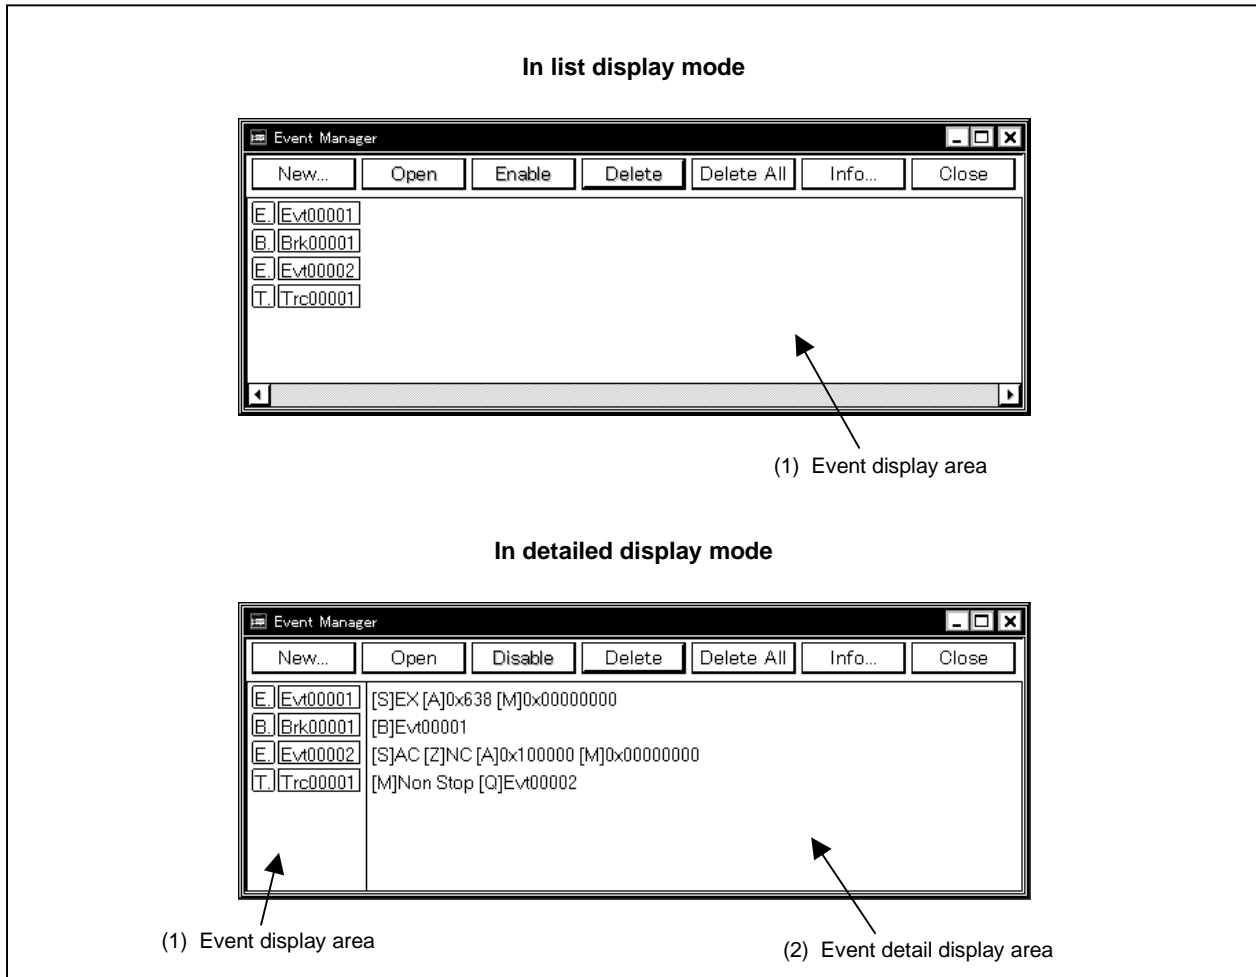 In list display mode
Event Manager
New... Open Enable Delete Delete All Info... Close
E. Evt00001
B. Brk00001
E. Evt00002
T. Trc00001
(1) Event display area
In detailed display mode
Event Manager
New... Open Disable Delete Delete All Info... Close
E. Evt00001 [S]EX [A]0x638 [M]0x00000000
B. Brk00001 [B]Evt00001
E. Evt00002 [S]AC [Z]NC [A]0x100000 [M]0x00000000
T. Trc00001 [M]Non Stop [Q]Evt00002
(1) Event display area
(2) Event detail display area